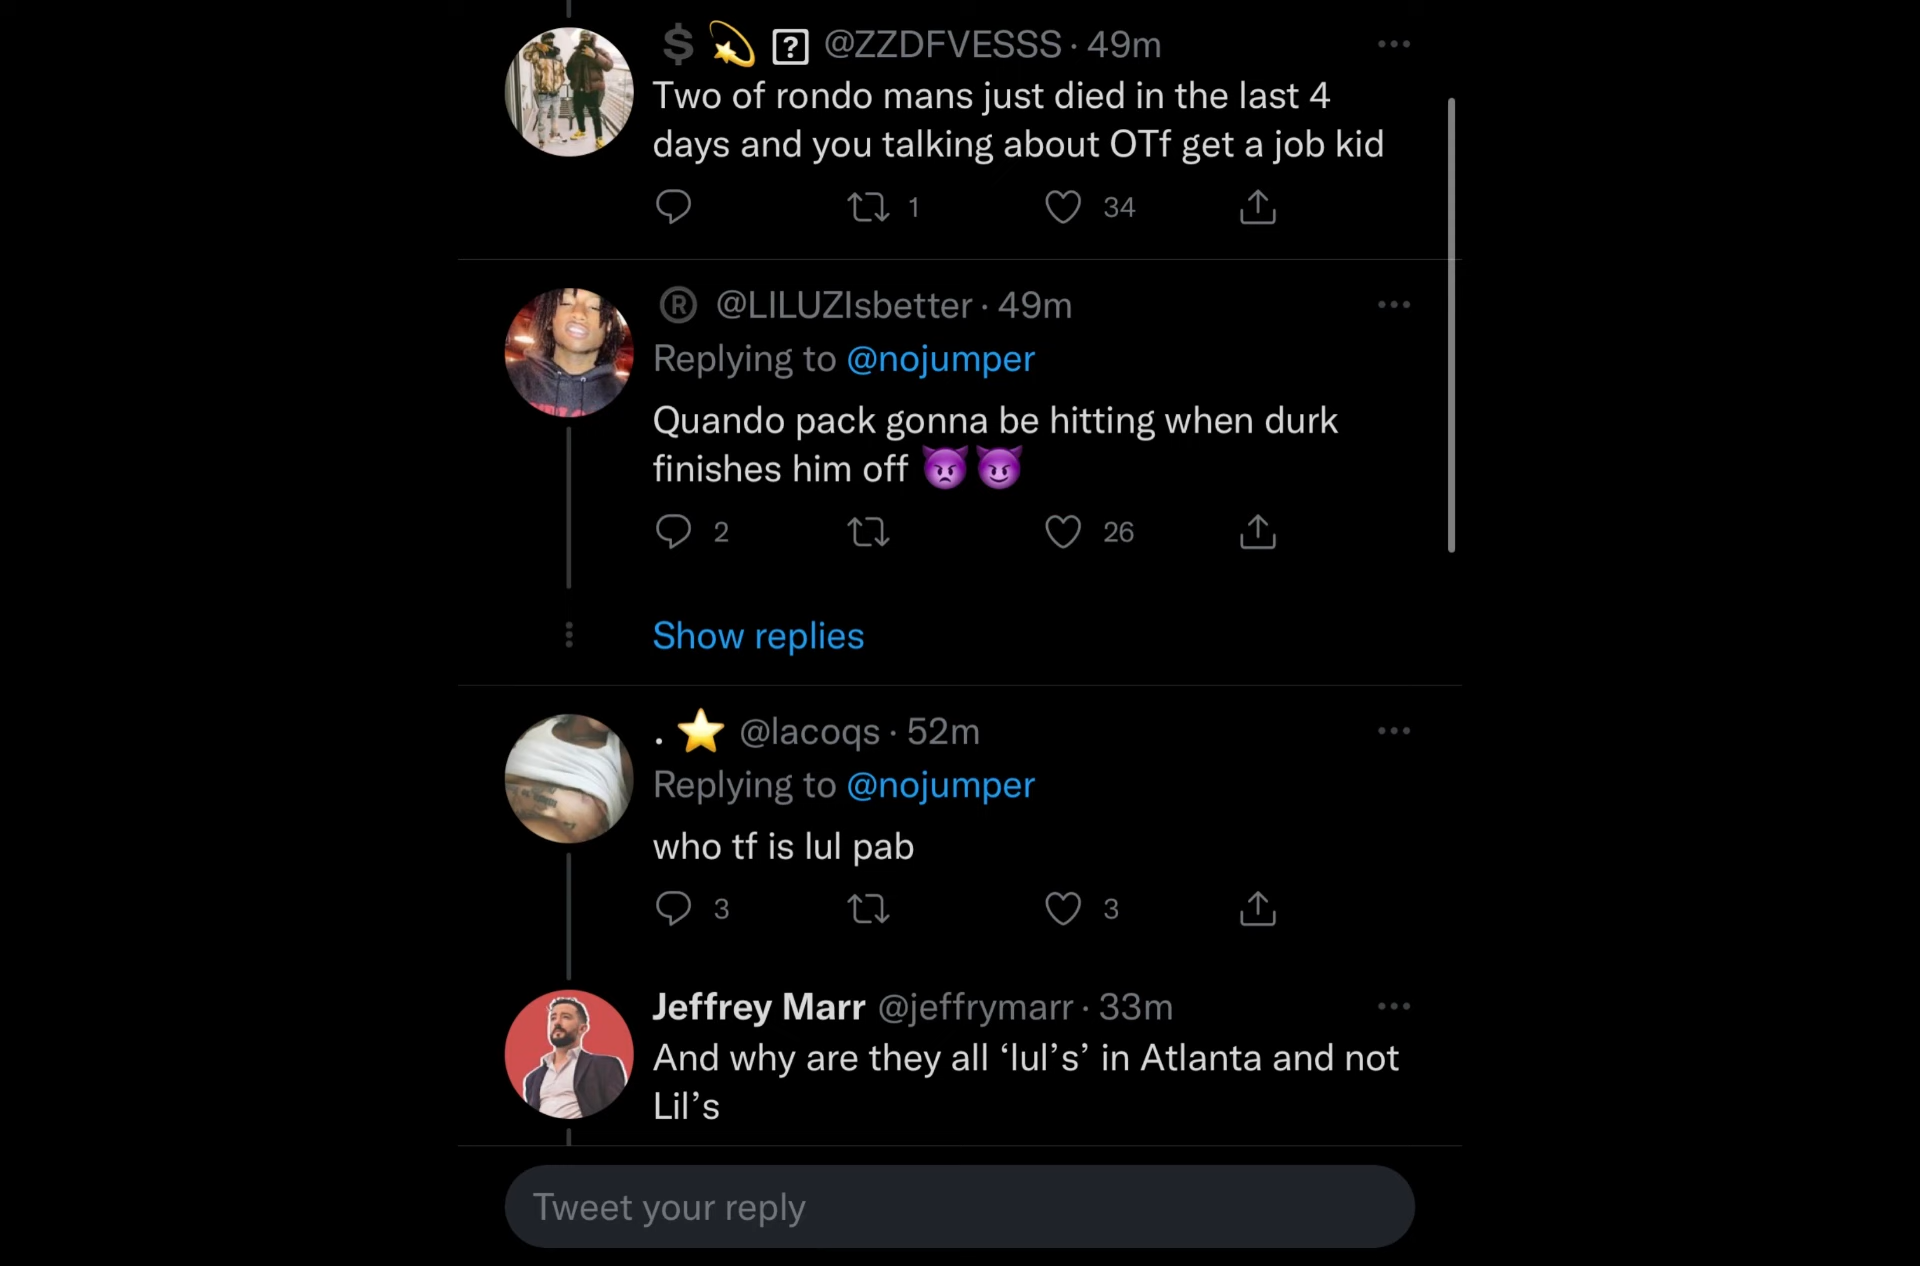 $ 💫 ? @ZZDFVESSS · 49m
Two of rondo mans just died in the last 4
days and you talking about OTf get a job kid
1 34
® @LILUZIsbetter · 49m
Replying to @nojumper
Quando pack gonna be hitting when durk
finishes him off 👿😈
2 26
Show replies
. ⭐ @lacoqs · 52m
Replying to @nojumper
who tf is lul pab
3 3
Jeffrey Marr @jeffrymarr · 33m
And why are they all ‘lul’s’ in Atlanta and not
Lil’s
Tweet your reply